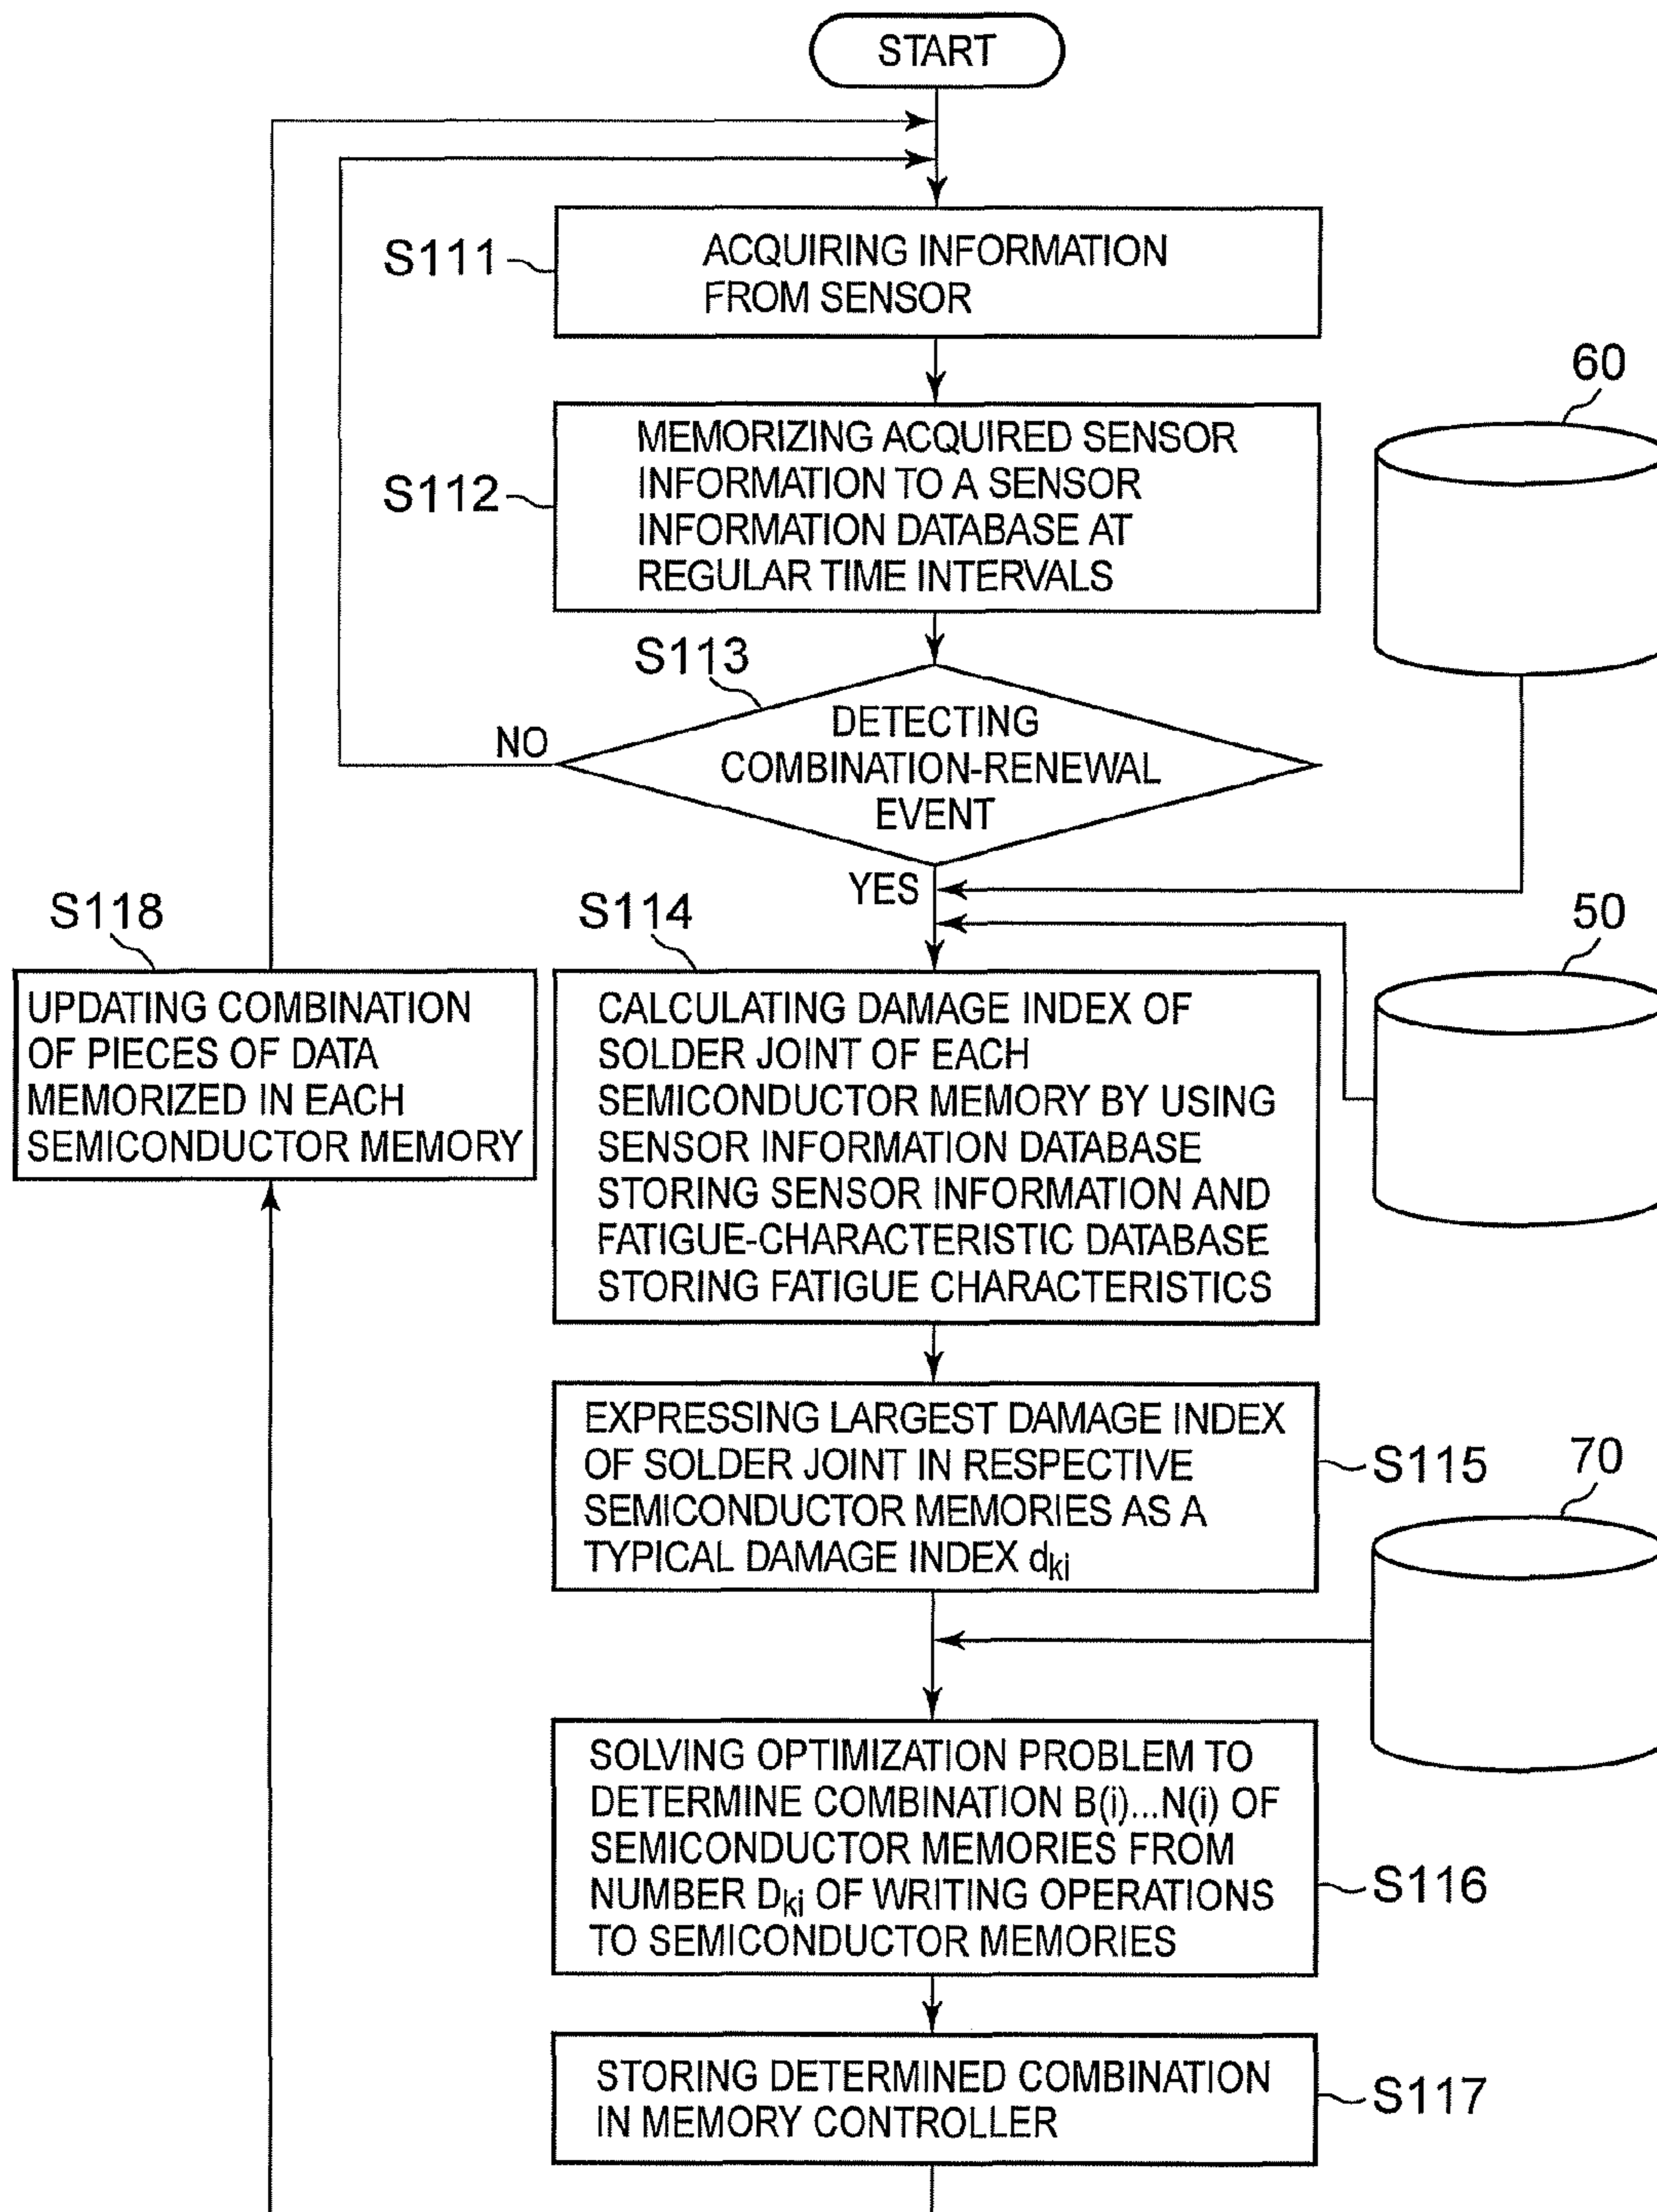 START
S111
ACQUIRING INFORMATION
FROM SENSOR
60
S112
MEMORIZING ACQUIRED SENSOR
INFORMATION TO A SENSOR
INFORMATION DATABASE AT
REGULAR TIME INTERVALS
S113
NO
DETECTING
COMBINATION-RENEWAL
EVENT
YES
S118
UPDATING COMBINATION
OF PIECES OF DATA
MEMORIZED IN EACH
SEMICONDUCTOR MEMORY
S114
50
CALCULATING DAMAGE INDEX OF
SOLDER JOINT OF EACH
SEMICONDUCTOR MEMORY BY USING
SENSOR INFORMATION DATABASE
STORING SENSOR INFORMATION AND
FATIGUE-CHARACTERISTIC DATABASE
STORING FATIGUE CHARACTERISTICS
EXPRESSING LARGEST DAMAGE INDEX
OF SOLDER JOINT IN RESPECTIVE
SEMICONDUCTOR MEMORIES AS A
TYPICAL DAMAGE INDEX dki
S115
70
SOLVING OPTIMIZATION PROBLEM TO
DETERMINE COMBINATION B(i)...N(i) OF
SEMICONDUCTOR MEMORIES FROM
NUMBER Dki OF WRITING OPERATIONS
TO SEMICONDUCTOR MEMORIES
S116
STORING DETERMINED COMBINATION
IN MEMORY CONTROLLER
S117